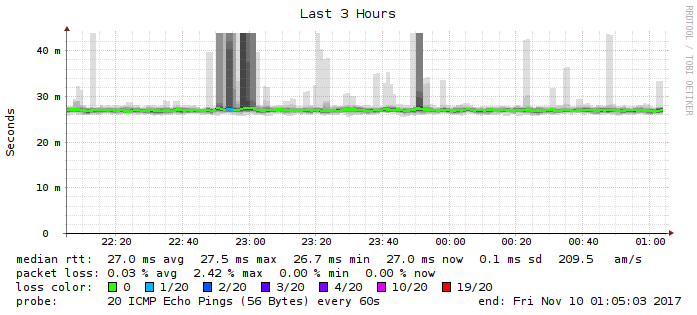 Last 3 Hours
RRDTOOL / TOBI OETIKER
Seconds
40 m
30 m
20 m
10 m
0
22:20 22:40 23:00 23:20 23:40 00:00 00:20 00:40 01:00
median rtt: 27.0 ms avg 27.5 ms max 26.7 ms min 27.0 ms now 0.1 ms sd 209.5 am/s
packet loss: 0.03 % avg 2.42 % max 0.00 % min 0.00 % now
loss color: 0 1/20 2/20 3/20 4/20 10/20 19/20
probe: 20 ICMP Echo Pings (56 Bytes) every 60s end: Fri Nov 10 01:05:03 2017